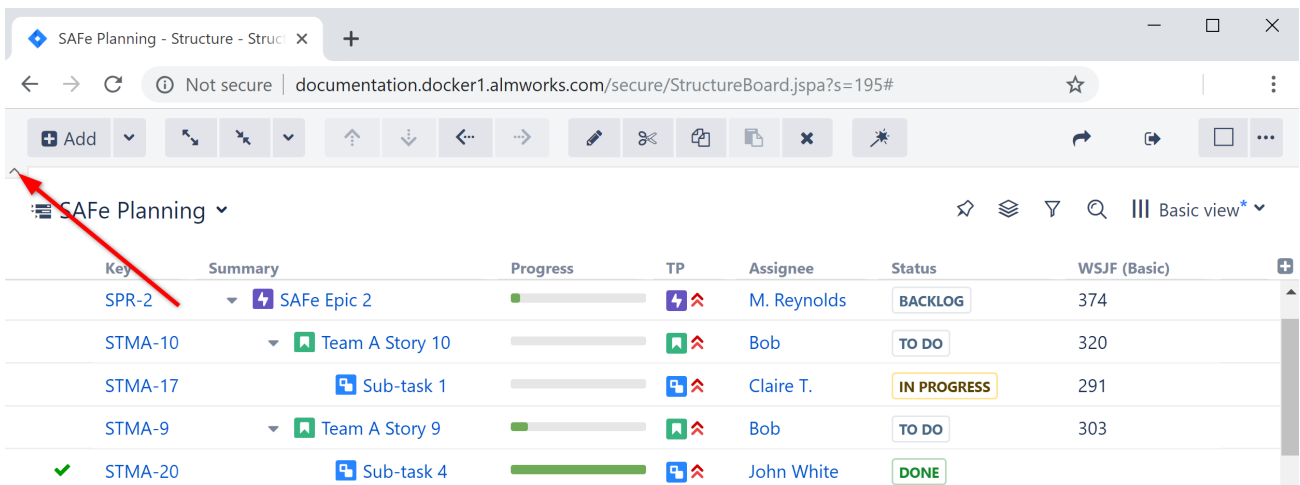 SAFe Planning - Structure - Struct
Not secure documentation.docker1.almworks.com/secure/StructureBoard.jspa?s=195#
Add
SAFe Planning Basic view*
Key Summary Progress TP Assignee Status WSJF (Basic)
SPR-2 SAFe Epic 2 M. Reynolds BACKLOG 374
STMA-10 Team A Story 10 Bob TO DO 320
STMA-17 Sub-task 1 Claire T. IN PROGRESS 291
STMA-9 Team A Story 9 Bob TO DO 303
STMA-20 Sub-task 4 John White DONE